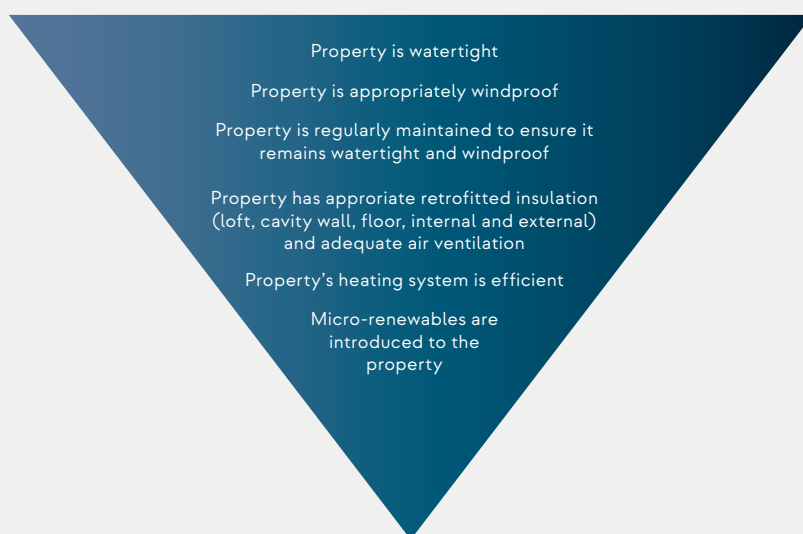 Property is watertight
Property is appropriately windproof
Property is regularly maintained to ensure it
remains watertight and windproof
Property has approriate retrofitted insulation
(loft, cavity wall, floor, internal and external)
and adequate air ventilation
Property’s heating system is efficient
Micro-renewables are
introduced to the
property